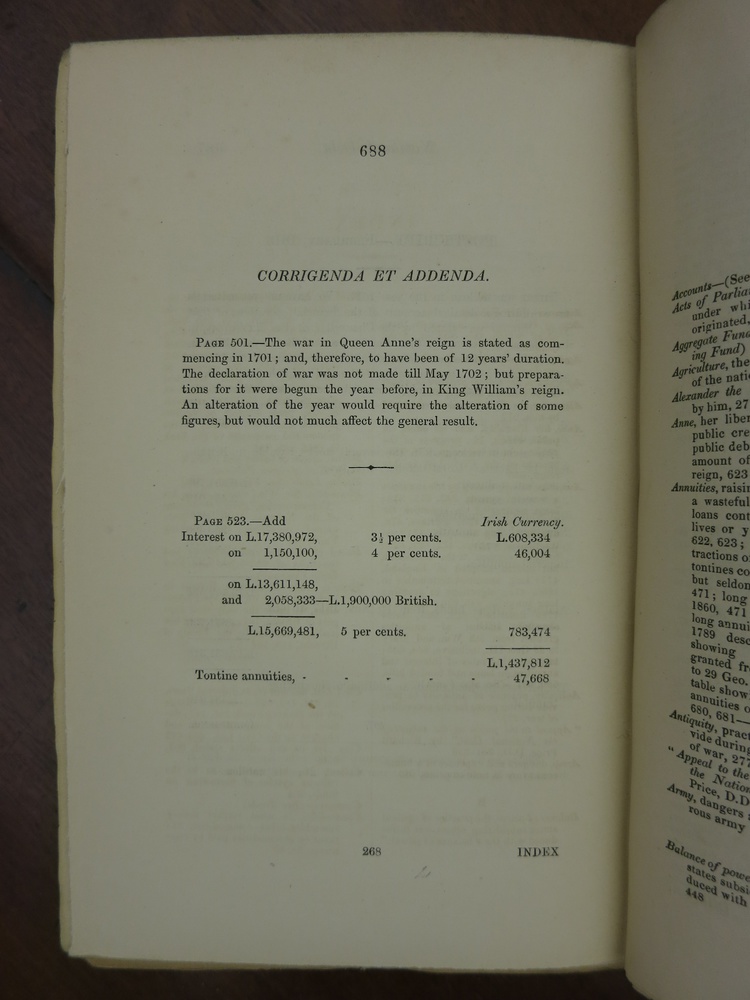 688
CORRIGENDA ET ADDENDA.
PAGE 501.—The war in Queen Anne's reign is stated as com-
mencing in 1701; and, therefore, to have been of 12 years' duration.
The declaration of war was not made till May 1702; but prepara-
tions for it were begun the year before, in King William's reign.
An alteration of the year would require the alteration of some
figures, but would not much affect the general result.
PAGE 523.—Add Irish Currency.
Interest on L.17,380,972, 3½ per cents. L.608,334
on 1,150,100, 4 per cents. 46,004
on L.13,611,148,
and 2,058,333—L.1,900,000 British.
L.15,669,481, 5 per cents. 783,474
L.1,437,812
Tontine annuities, - - - - - 47,668
268 INDEX
Accounts—(See
Acts of Parlia
under whi
originated,
Aggregate Fund
ing Fund)
Agriculture, the
of the nati
Alexander the
by him, 27
Anne, her liber
public cre
public deb
amount of
reign, 623
Annuities, raisin
a wasteful
loans cont
lives or y
622, 623;
tractions o
tontines co
but seldon
471; long
1860, 471
long annui
1789 desc
showing
granted fr
to 29 Geo.
table show
annuities o
680, 681—
Antiquity, pract
vide during
of war, 277
"Appeal to the
the Nation
Price, D.D
Army, dangers
rous army
Balance of powe
states subsi
duced with
448